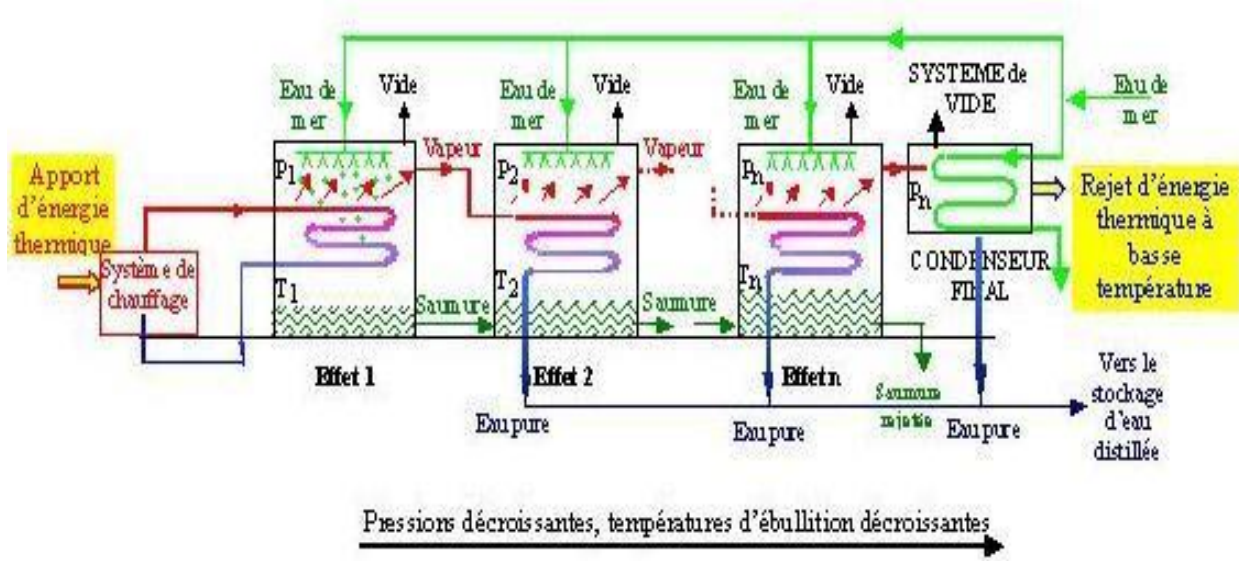 SYSTEME de
VIDE
Eau de
mer
Vide
Eau de
mer
Vide
Eau de
mer
Vide
Eau de
mer
Apport
d'énergie
thermique
Système de
chauffage
P1
T1
Vapeur
P2
T2
Vapeur
Pn
Tn
Pn
CONDENSEUR
FINAL
Rejet d'énergie
thermique à
basse
température
Saumure
Saumure
Effet 1
Effet 2
Effet n
Saumure
rejetée
Eau pure
Eau pure
Eau pure
Vers le
stockage
d'eau
distillée
Pressions décroissantes, températures d'ébullition décroissantes